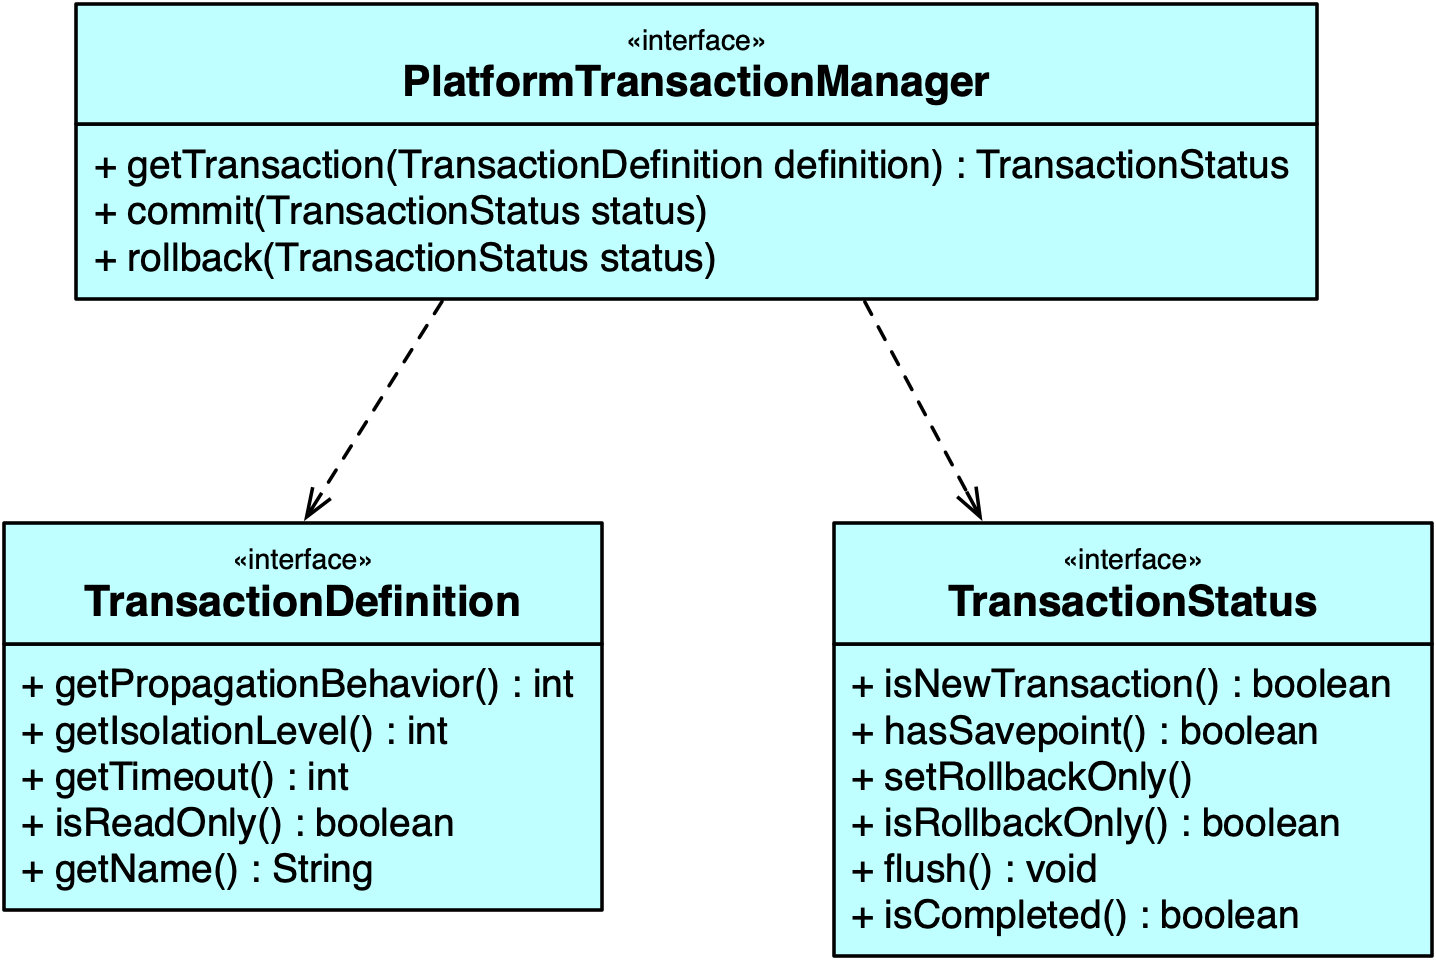 «interface»
PlatformTransactionManager
+ getTransaction(TransactionDefinition definition) : TransactionStatus
+ commit(TransactionStatus status)
+ rollback(TransactionStatus status)
«interface»
TransactionDefinition
+ getPropagationBehavior() : int
+ getIsolationLevel() : int
+ getTimeout() : int
+ isReadOnly() : boolean
+ getName() : String
«interface»
TransactionStatus
+ isNewTransaction() : boolean
+ hasSavepoint() : boolean
+ setRollbackOnly()
+ isRollbackOnly() : boolean
+ flush() : void
+ isCompleted() : boolean